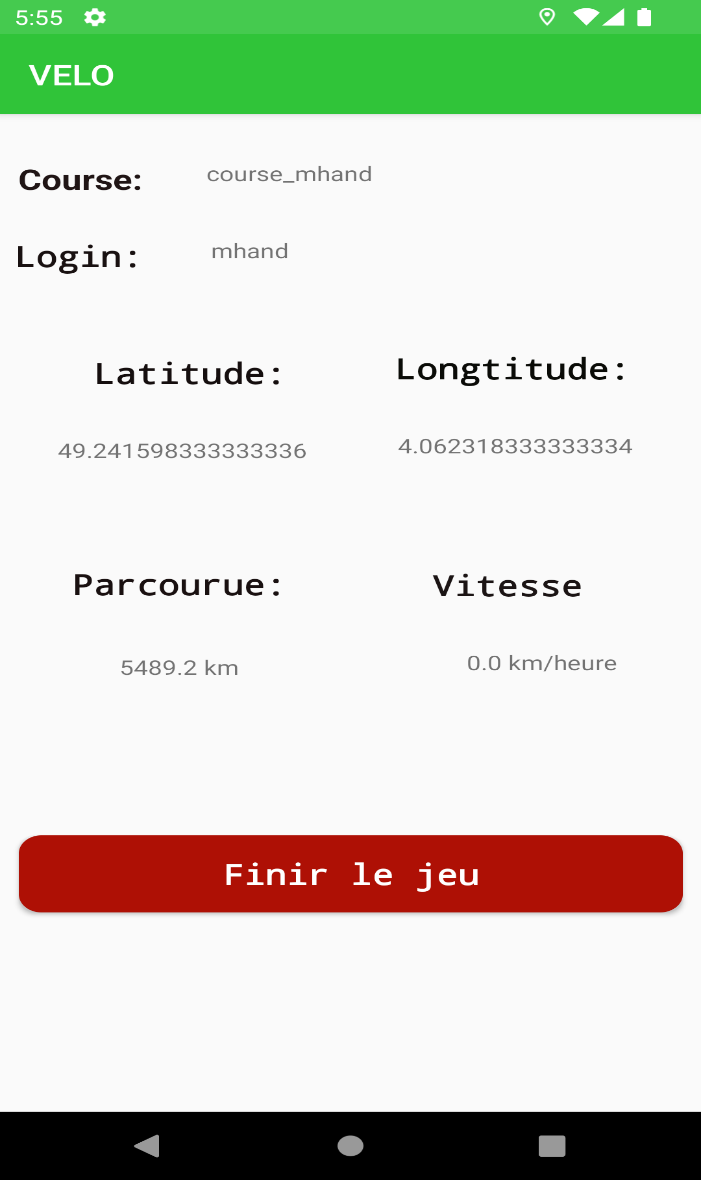 5:55
VELO
Course: course_mhand
Login: mhand
Latitude: Longtitude:
49.241598333333336 4.062318333333334
Parcourue: Vitesse
5489.2 km 0.0 km/heure
Finir le jeu